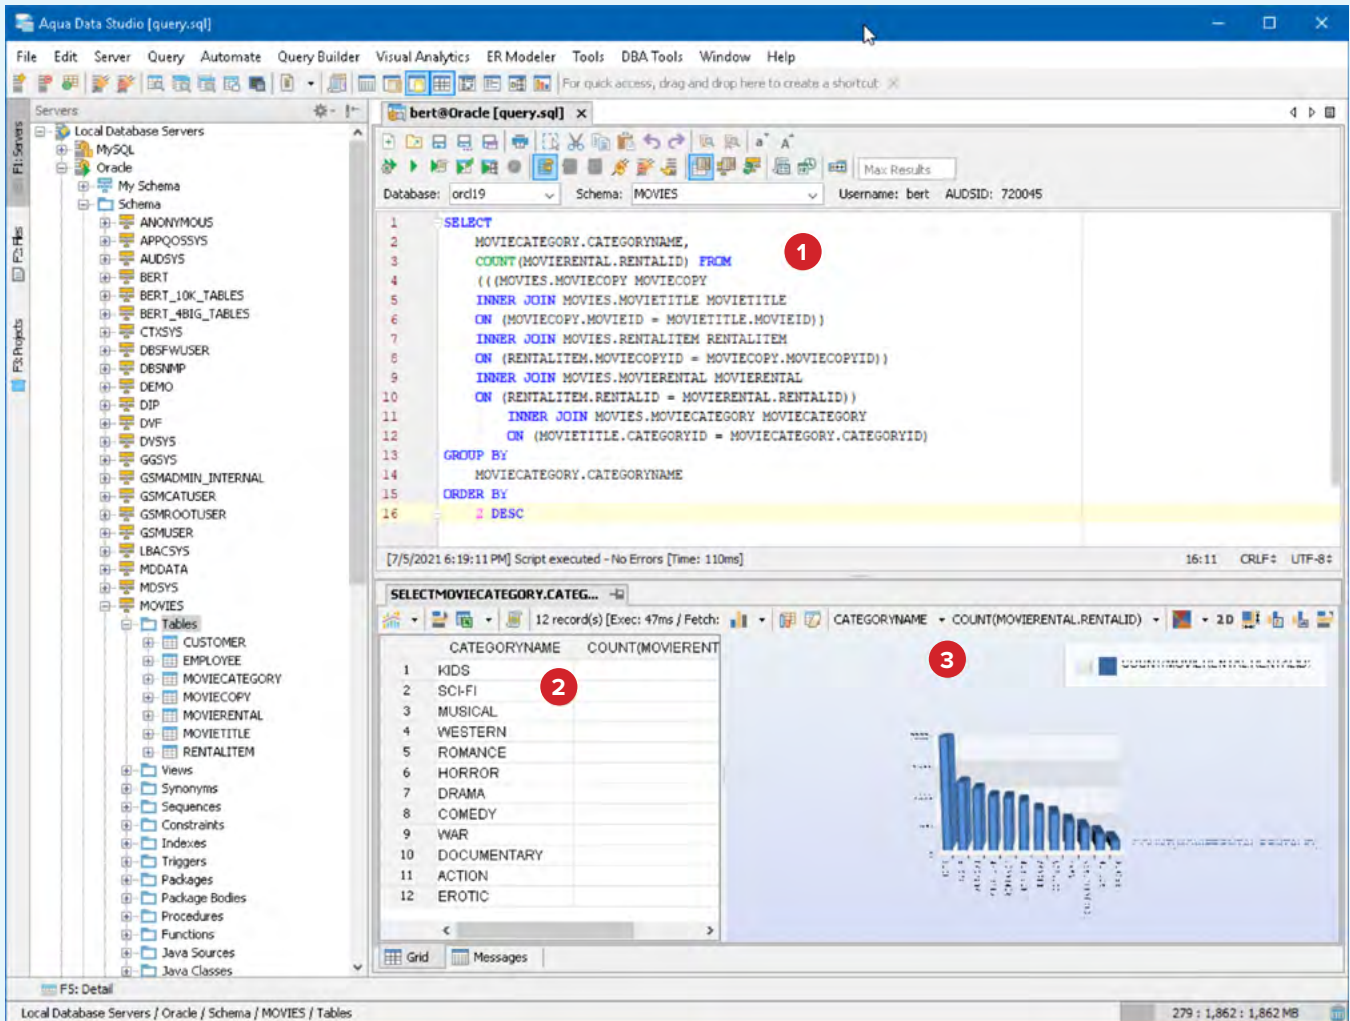 Aqua Data Studio [query.sql]
File Edit Server Query Automate Query Builder Visual Analytics ER Modeler Tools DBA Tools Window Help
For quick access, drag and drop here to create a shortcut
Servers
bert@Oracle [query.sql]
F1: Servers
F2: Files
F3: Projects
Local Database Servers
MySQL
Oracle
My Schema
Schema
ANONYMOUS
APPQOSSYS
AUDSYS
BERT
BERT_10K_TABLES
BERT_4BIG_TABLES
CTXSYS
DBSFWUSER
DBSNMP
DEMO
DIP
DVF
DVSYS
GGSYS
GSMADMIN_INTERNAL
GSMCATUSER
GSMROOTUSER
GSMUSER
LBACSYS
MDDATA
MDSYS
MOVIES
Tables
CUSTOMER
EMPLOYEE
MOVIECATEGORY
MOVIECOPY
MOVIERENTAL
MOVIETITLE
RENTALITEM
Views
Synonyms
Sequences
Constraints
Indexes
Triggers
Packages
Package Bodies
Procedures
Functions
Java Sources
Java Classes
Max Results
Database: orcl19 Schema: MOVIES Username: bert AUDSID: 720045
1 SELECT
2 MOVIECATEGORY.CATEGORYNAME,
3 COUNT(MOVIERENTAL.RENTALID) FROM
4 (((MOVIES.MOVIECOPY MOVIECOPY
5 INNER JOIN MOVIES.MOVIETITLE MOVIETITLE
6 ON (MOVIECOPY.MOVIEID = MOVIETITLE.MOVIEID))
7 INNER JOIN MOVIES.RENTALITEM RENTALITEM
8 ON (RENTALITEM.MOVIECOPYID = MOVIECOPY.MOVIECOPYID))
9 INNER JOIN MOVIES.MOVIERENTAL MOVIERENTAL
10 ON (RENTALITEM.RENTALID = MOVIERENTAL.RENTALID))
11 INNER JOIN MOVIES.MOVIECATEGORY MOVIECATEGORY
12 ON (MOVIETITLE.CATEGORYID = MOVIECATEGORY.CATEGORYID)
13 GROUP BY
14 MOVIECATEGORY.CATEGORYNAME
15 ORDER BY
16 2 DESC
1
[7/5/2021 6:19:11 PM] Script executed - No Errors [Time: 110ms] 16:11 CRLF UTF-8
SELECTMOVIECATEGORY.CATEG...
12 record(s) [Exec: 47ms / Fetch: CATEGORYNAME COUNT(MOVIERENTAL.RENTALID) 2D
CATEGORYNAME COUNT(MOVIERENT
1 KIDS
2 SCI-FI
3 MUSICAL
4 WESTERN
5 ROMANCE
6 HORROR
7 DRAMA
8 COMEDY
9 WAR
10 DOCUMENTARY
11 ACTION
12 EROTIC
2
3
COUNT(MOVIERENTAL.RENTALID)
Grid Messages
F5: Detail
Local Database Servers / Oracle / Schema / MOVIES / Tables 279 : 1,862 : 1,862 MB